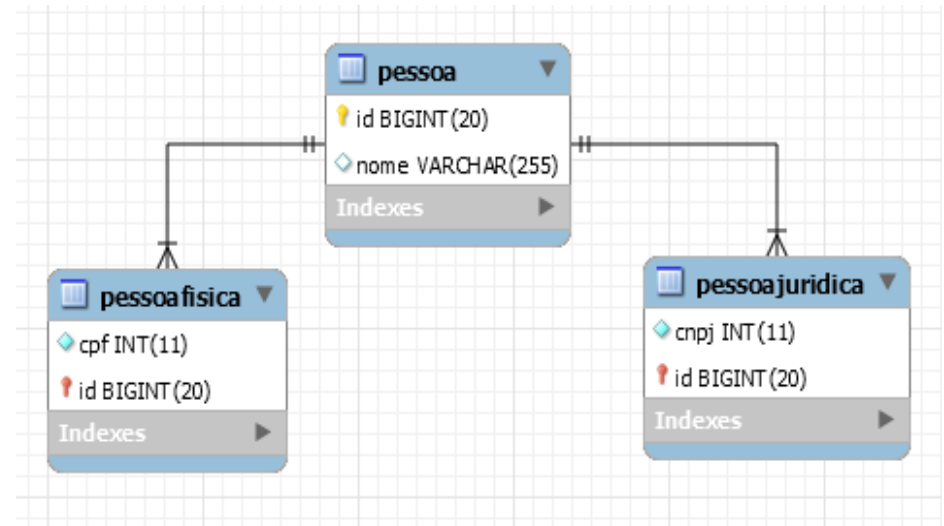 pessoa
id BIGINT(20)
nome VARCHAR(255)
Indexes
pessoafisica
cpf INT(11)
id BIGINT(20)
Indexes
pessoajuridica
cnpj INT(11)
id BIGINT(20)
Indexes